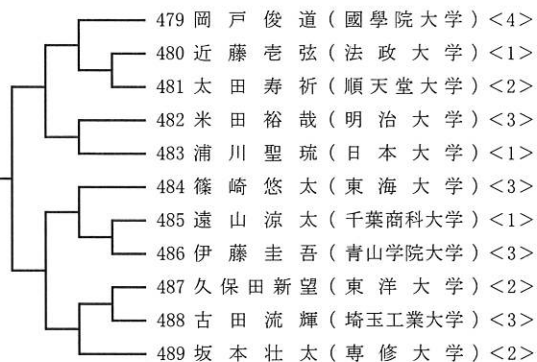 479 岡戸俊道(國學院大学)<4>
480 近藤壱弦(法政大学)<1>
481 太田寿祈(順天堂大学)<2>
482 米田裕哉(明治大学)<3>
483 浦川聖琉(日本大学)<1>
484 篠崎悠太(東海大学)<3>
485 遠山涼太(千葉商科大学)<1>
486 伊藤圭吾(青山学院大学)<3>
487 久保田新望(東洋大学)<2>
488 古田流輝(埼玉工業大学)<3>
489 坂本壮太(専修大学)<2>